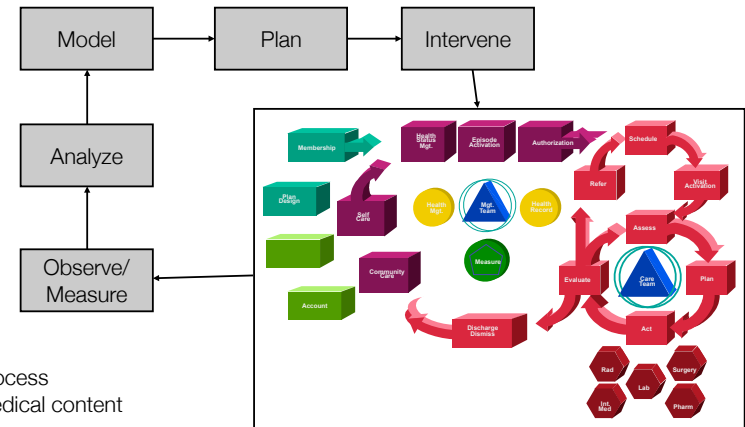 Model
Plan
Intervene
Analyze
Observe/
Measure
Membership
Health
Status
Mgt.
Episode
Activation
Authorization
Schedule
Plan
Design
Self
Care
Health
Mgt.
Mgt.
Team
Health
Record
Refer
Visit
Activation
Assess
Measure
Community
Care
Evaluate
Care
Team
Plan
Account
Discharge
Dismiss
Act
Rad
Surgery
Lab
Int.
Med
Pharm
ocess
edical content